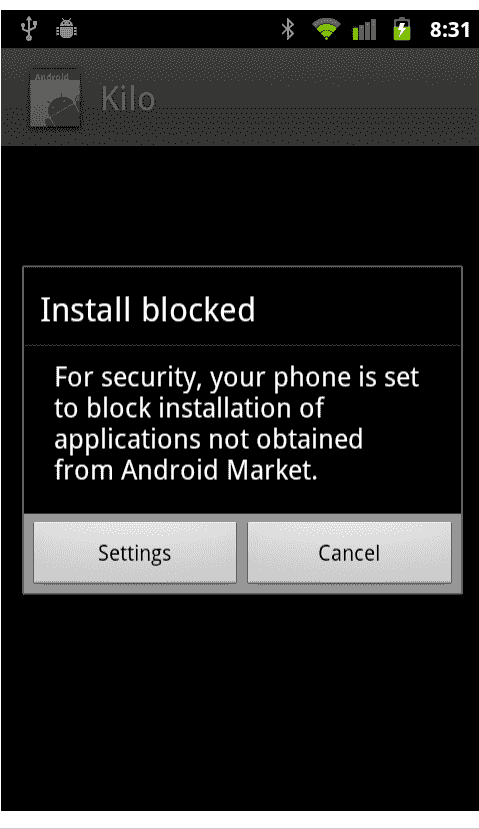 8:31
Android
Kilo
Install blocked
For security, your phone is set
to block installation of
applications not obtained
from Android Market.
Settings
Cancel